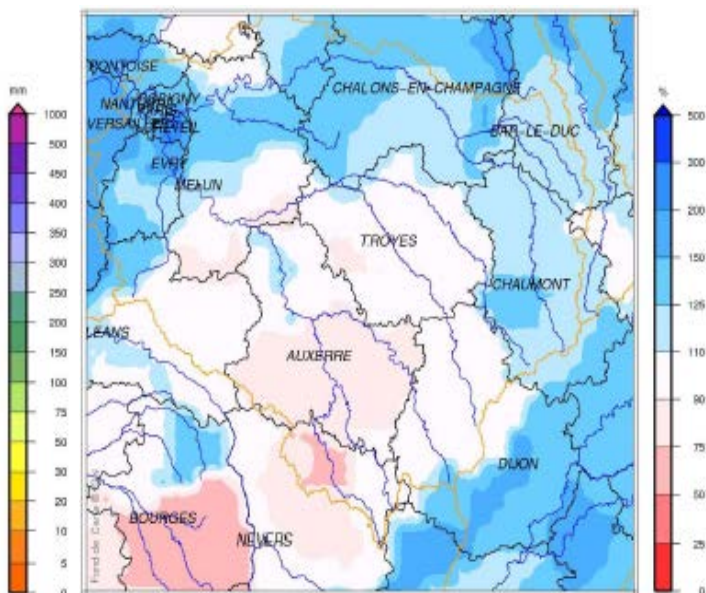 mm
1000
500
450
400
350
300
250
200
150
100
75
50
30
20
10
5
0
PONTOISE
NANTERRE
VERSAILLES
CRETEIL
EVRY
MELUN
CHALONS-EN-CHAMPAGNE
BAR-LE-DUC
TROYES
CHAUMONT
LEANS
AUXERRE
DIJON
BOURGES
NEVERS
Fond de
%
500
300
200
150
125
110
90
75
50
25
0